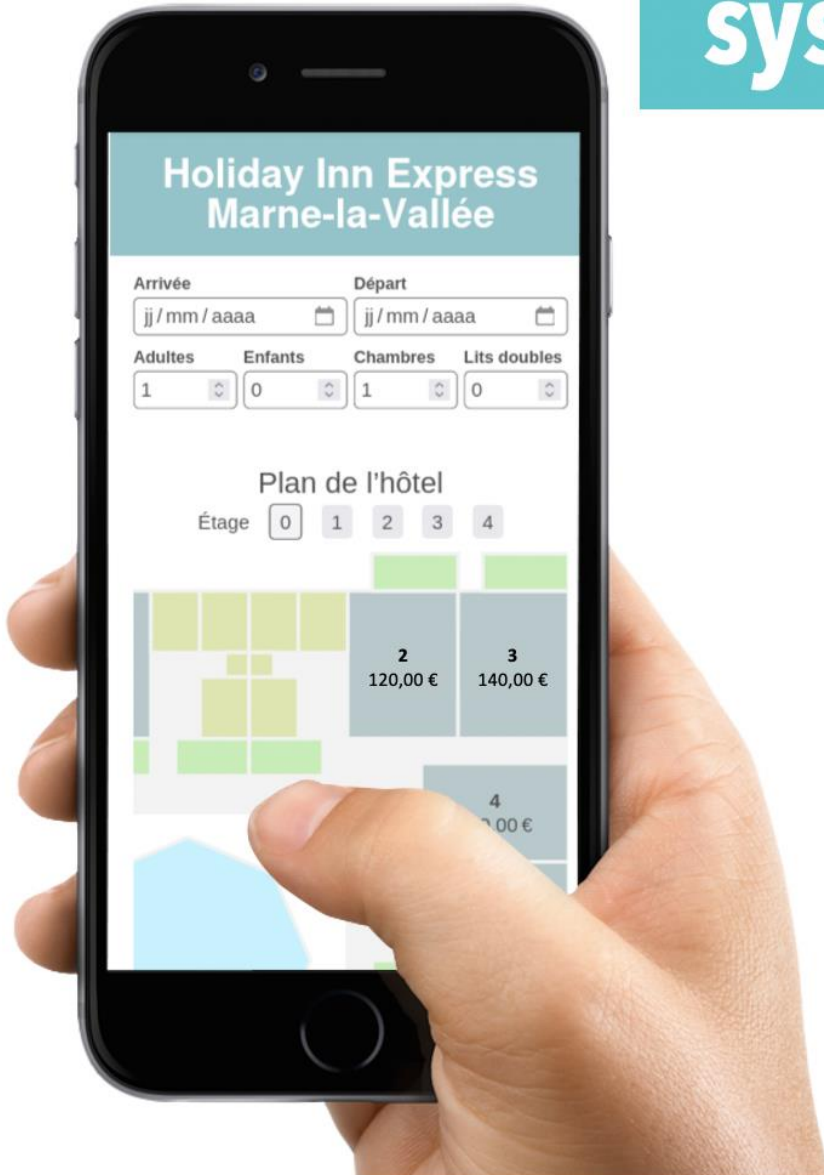 sys
Holiday Inn Express
Marne-la-Vallée
Arrivée Départ
jj/mm/aaaa jj/mm/aaaa
Adultes Enfants Chambres Lits doubles
1 0 1 0
Plan de l'hôtel
Étage 0 1 2 3 4
2 3
120,00 € 140,00 €
4
0,00 €